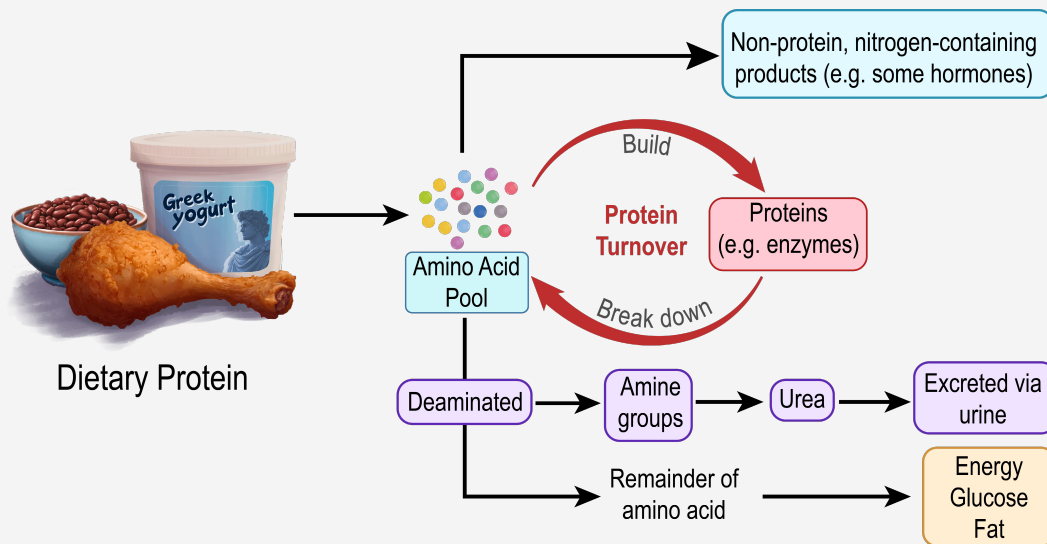 Non-protein, nitrogen-containing
products (e.g. some hormones)
Build
Greek
yogurt
Protein
Turnover
Proteins
(e.g. enzymes)
Amino Acid
Pool
Break down
Dietary Protein
Deaminated
Amine
groups
Urea
Excreted via
urine
Remainder of
amino acid
Energy
Glucose
Fat